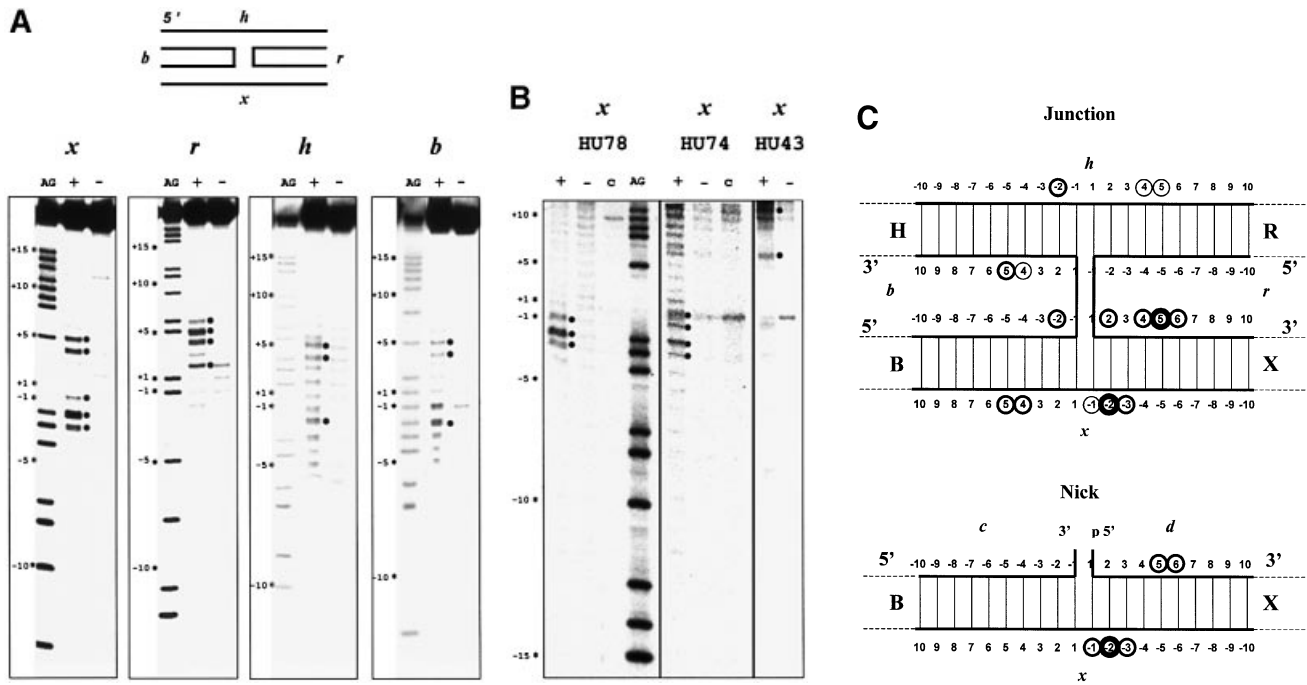 A
5' h
b r
x
x r h b
AG + - AG + - AG + - AG + -
+15 +15 +15 +15
+10 +10 +10
+5 +5 +5 +5
+1 +1 +1 +1
-1 -1 -1 -1
-5 -5 -5
-10 -10 -10 -10
B
x x x
HU78 HU74 HU43
+ - C AG + - C + -
+10
+5
-1
-5
-10
-15
C
Junction
h
-10 -9 -8 -7 -6 -5 -4 -3 -2 -1 1 2 3 4 5 6 7 8 9 10
H R
3' 10 9 8 7 6 5 4 3 2 1 -1 -2 -3 -4 -5 -6 -7 -8 -9 -10 5'
b r
5' -10 -9 -8 -7 -6 -5 -4 -3 -2 -1 1 2 3 4 5 6 7 8 9 10 3'
B X
10 9 8 7 6 5 4 3 2 1 -1 -2 -3 -4 -5 -6 -7 -8 -9 -10
x
Nick
c 3' p 5' d
5' -10 -9 -8 -7 -6 -5 -4 -3 -2 -1 1 2 3 4 5 6 7 8 9 10 3'
B X
10 9 8 7 6 5 4 3 2 1 -1 -2 -3 -4 -5 -6 -7 -8 -9 -10
x